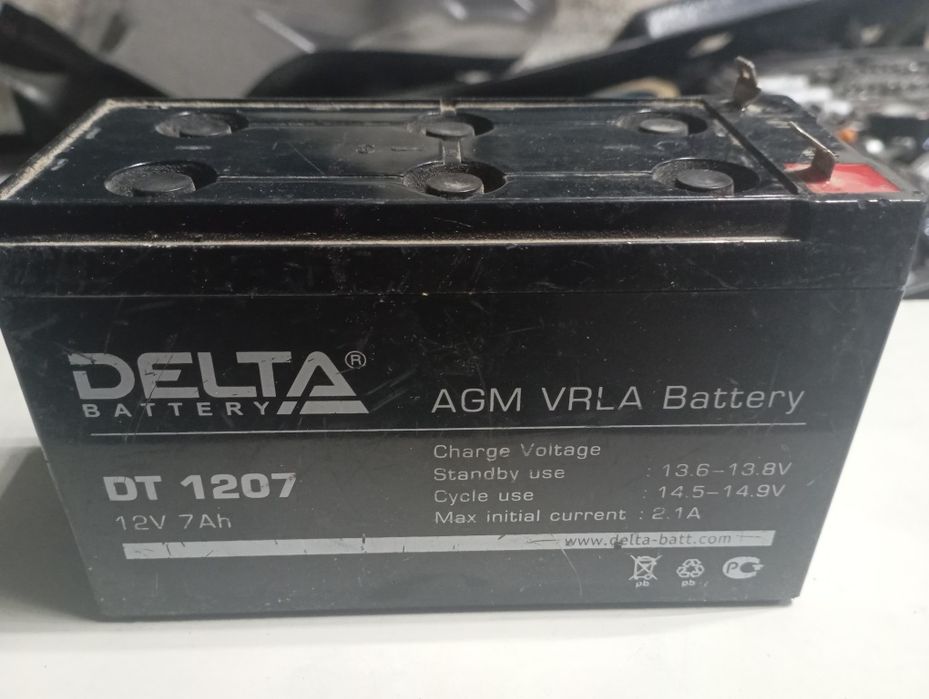 DELTA®
BATTERY
AGM VRLA Battery
DT 1207
12V 7Ah
Charge Voltage
Standby use : 13.6-13.8V
Cycle use : 14.5-14.9V
Max initial current : 2.1A
www.delta-batt.com
pb pb